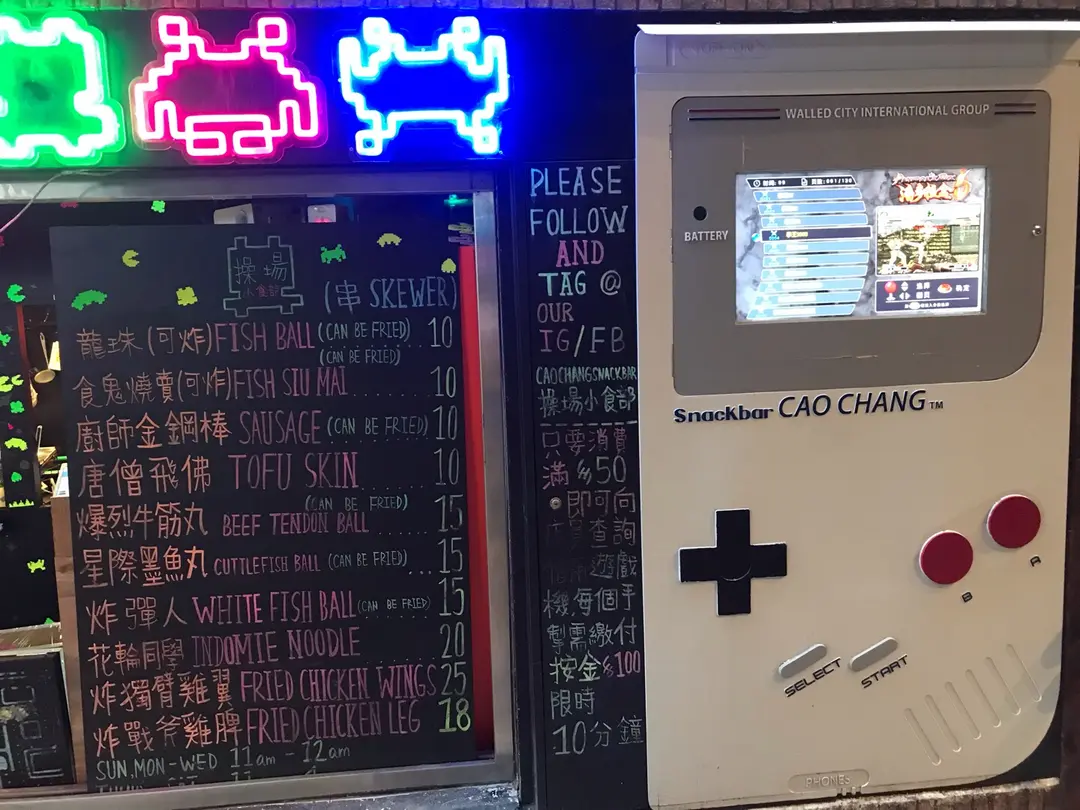 操場
小食部
(串 SKEWER)
龍珠(可炸)FISH BALL(CAN BE FRIED)...10
(CAN BE FRIED)
食鬼燒賣(可炸)FISH SIU MAI........10
廚師金鋼棒 SAUSAGE(CAN BE FRIED)..10
唐僧飛佛 TOFU SKIN........10
(CAN BE FRIED)
爆烈牛筋丸 BEEF TENDON BALL......15
星際墨魚丸 CUTTLEFISH BALL (CAN BE FRIED)...15
炸彈人 WHITE FISH BALL(CAN BE FRIED)..15
花輪同學 INDOMIE NOODLE........20
炸獨臂雞翼 FRIED CHICKEN WINGS 25
炸戰斧雞髀 FRIED CHICKEN LEG 18
SUN.MON-WED 11am - 12am
PLEASE
FOLLOW
AND
TAG @
OUR
IG/FB
CAOCHANGSNACKBAR
操場小食部
只要消費
滿$50
即可向
查詢
遊戲
機每個手
掣需繳付
按金$100
限時
10分鐘
WALLED CITY INTERNATIONAL GROUP
BATTERY
Snackbar CAO CHANG TM
A
B
SELECT
START
PHONES